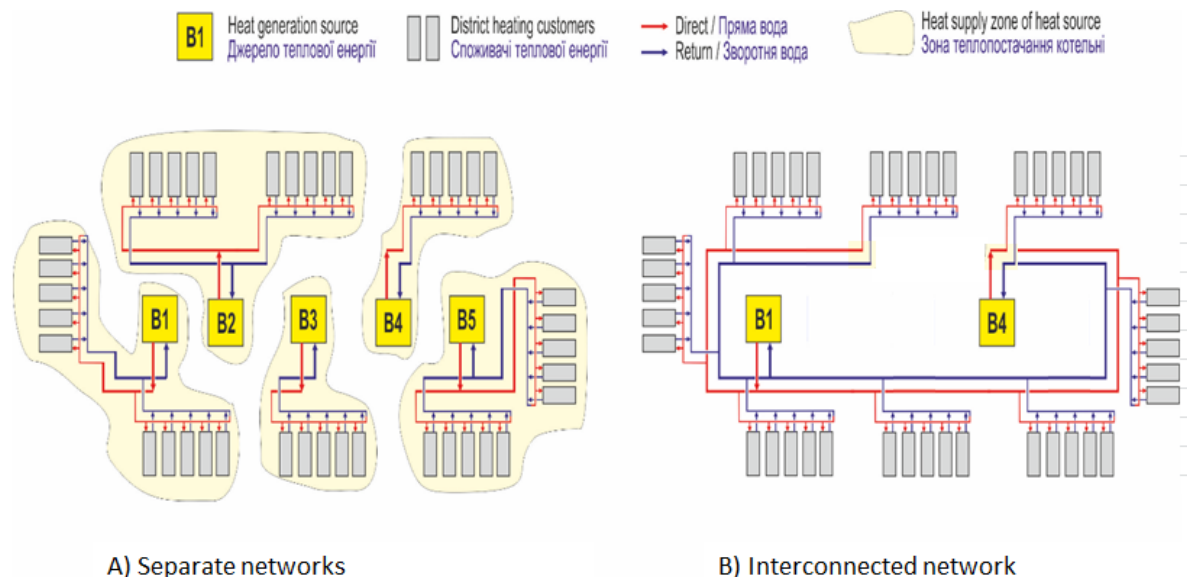 B1
Heat generation source
Джерело теплової енергії
District heating customers
Споживачі теплової енергії
Direct / Пряма вода
Return / Зворотня вода
Heat supply zone of heat source
Зона теплопостачання котельні
B1
B2
B3
B4
B5
B1
B4
A) Separate networks
B) Interconnected network